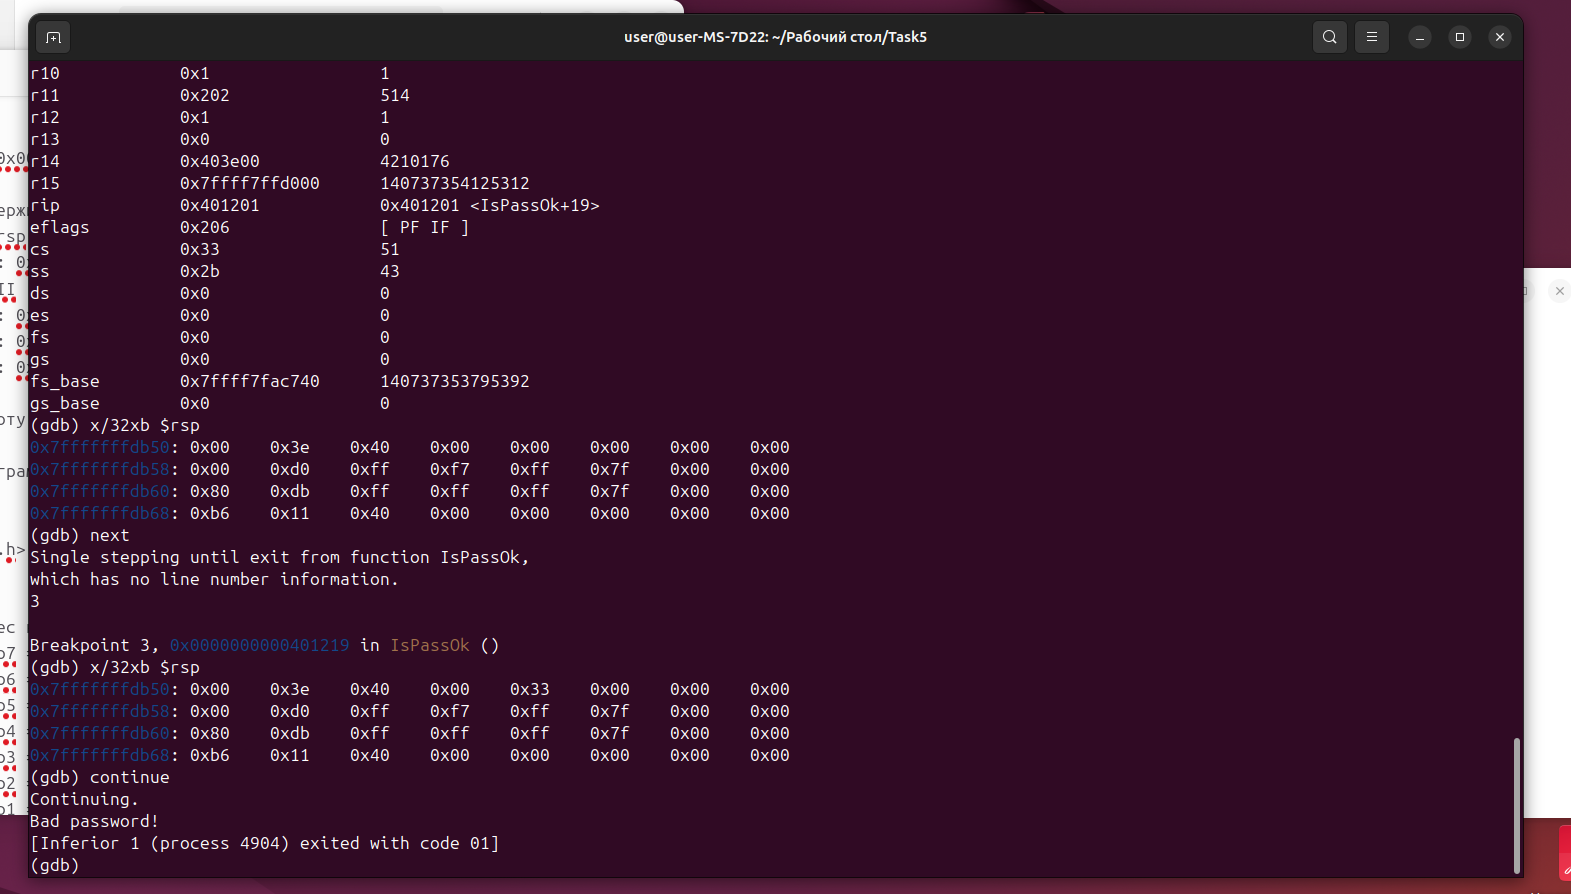 user@user-MS-7D22: ~/Рабочий стол/Task5
r10 0x1 1
r11 0x202 514
r12 0x1 1
r13 0x0 0
r14 0x403e00 4210176
r15 0x7ffff7ffd000 140737354125312
rip 0x401201 0x401201 <IsPassOk+19>
eflags 0x206 [ PF IF ]
cs 0x33 51
ss 0x2b 43
ds 0x0 0
es 0x0 0
fs 0x0 0
gs 0x0 0
fs_base 0x7ffff7fac740 140737353795392
gs_base 0x0 0
(gdb) x/32xb $rsp
0x7fffffffdb50: 0x00 0x3e 0x40 0x00 0x00 0x00 0x00 0x00
0x7fffffffdb58: 0x00 0xd0 0xff 0xf7 0xff 0x7f 0x00 0x00
0x7fffffffdb60: 0x80 0xdb 0xff 0xff 0xff 0x7f 0x00 0x00
0x7fffffffdb68: 0xb6 0x11 0x40 0x00 0x00 0x00 0x00 0x00
(gdb) next
Single stepping until exit from function IsPassOk,
which has no line number information.
3
Breakpoint 3, 0x0000000000401219 in IsPassOk ()
(gdb) x/32xb $rsp
0x7fffffffdb50: 0x00 0x3e 0x40 0x00 0x33 0x00 0x00 0x00
0x7fffffffdb58: 0x00 0xd0 0xff 0xf7 0xff 0x7f 0x00 0x00
0x7fffffffdb60: 0x80 0xdb 0xff 0xff 0xff 0x7f 0x00 0x00
0x7fffffffdb68: 0xb6 0x11 0x40 0x00 0x00 0x00 0x00 0x00
(gdb) continue
Continuing.
Bad password!
[Inferior 1 (process 4904) exited with code 01]
(gdb)